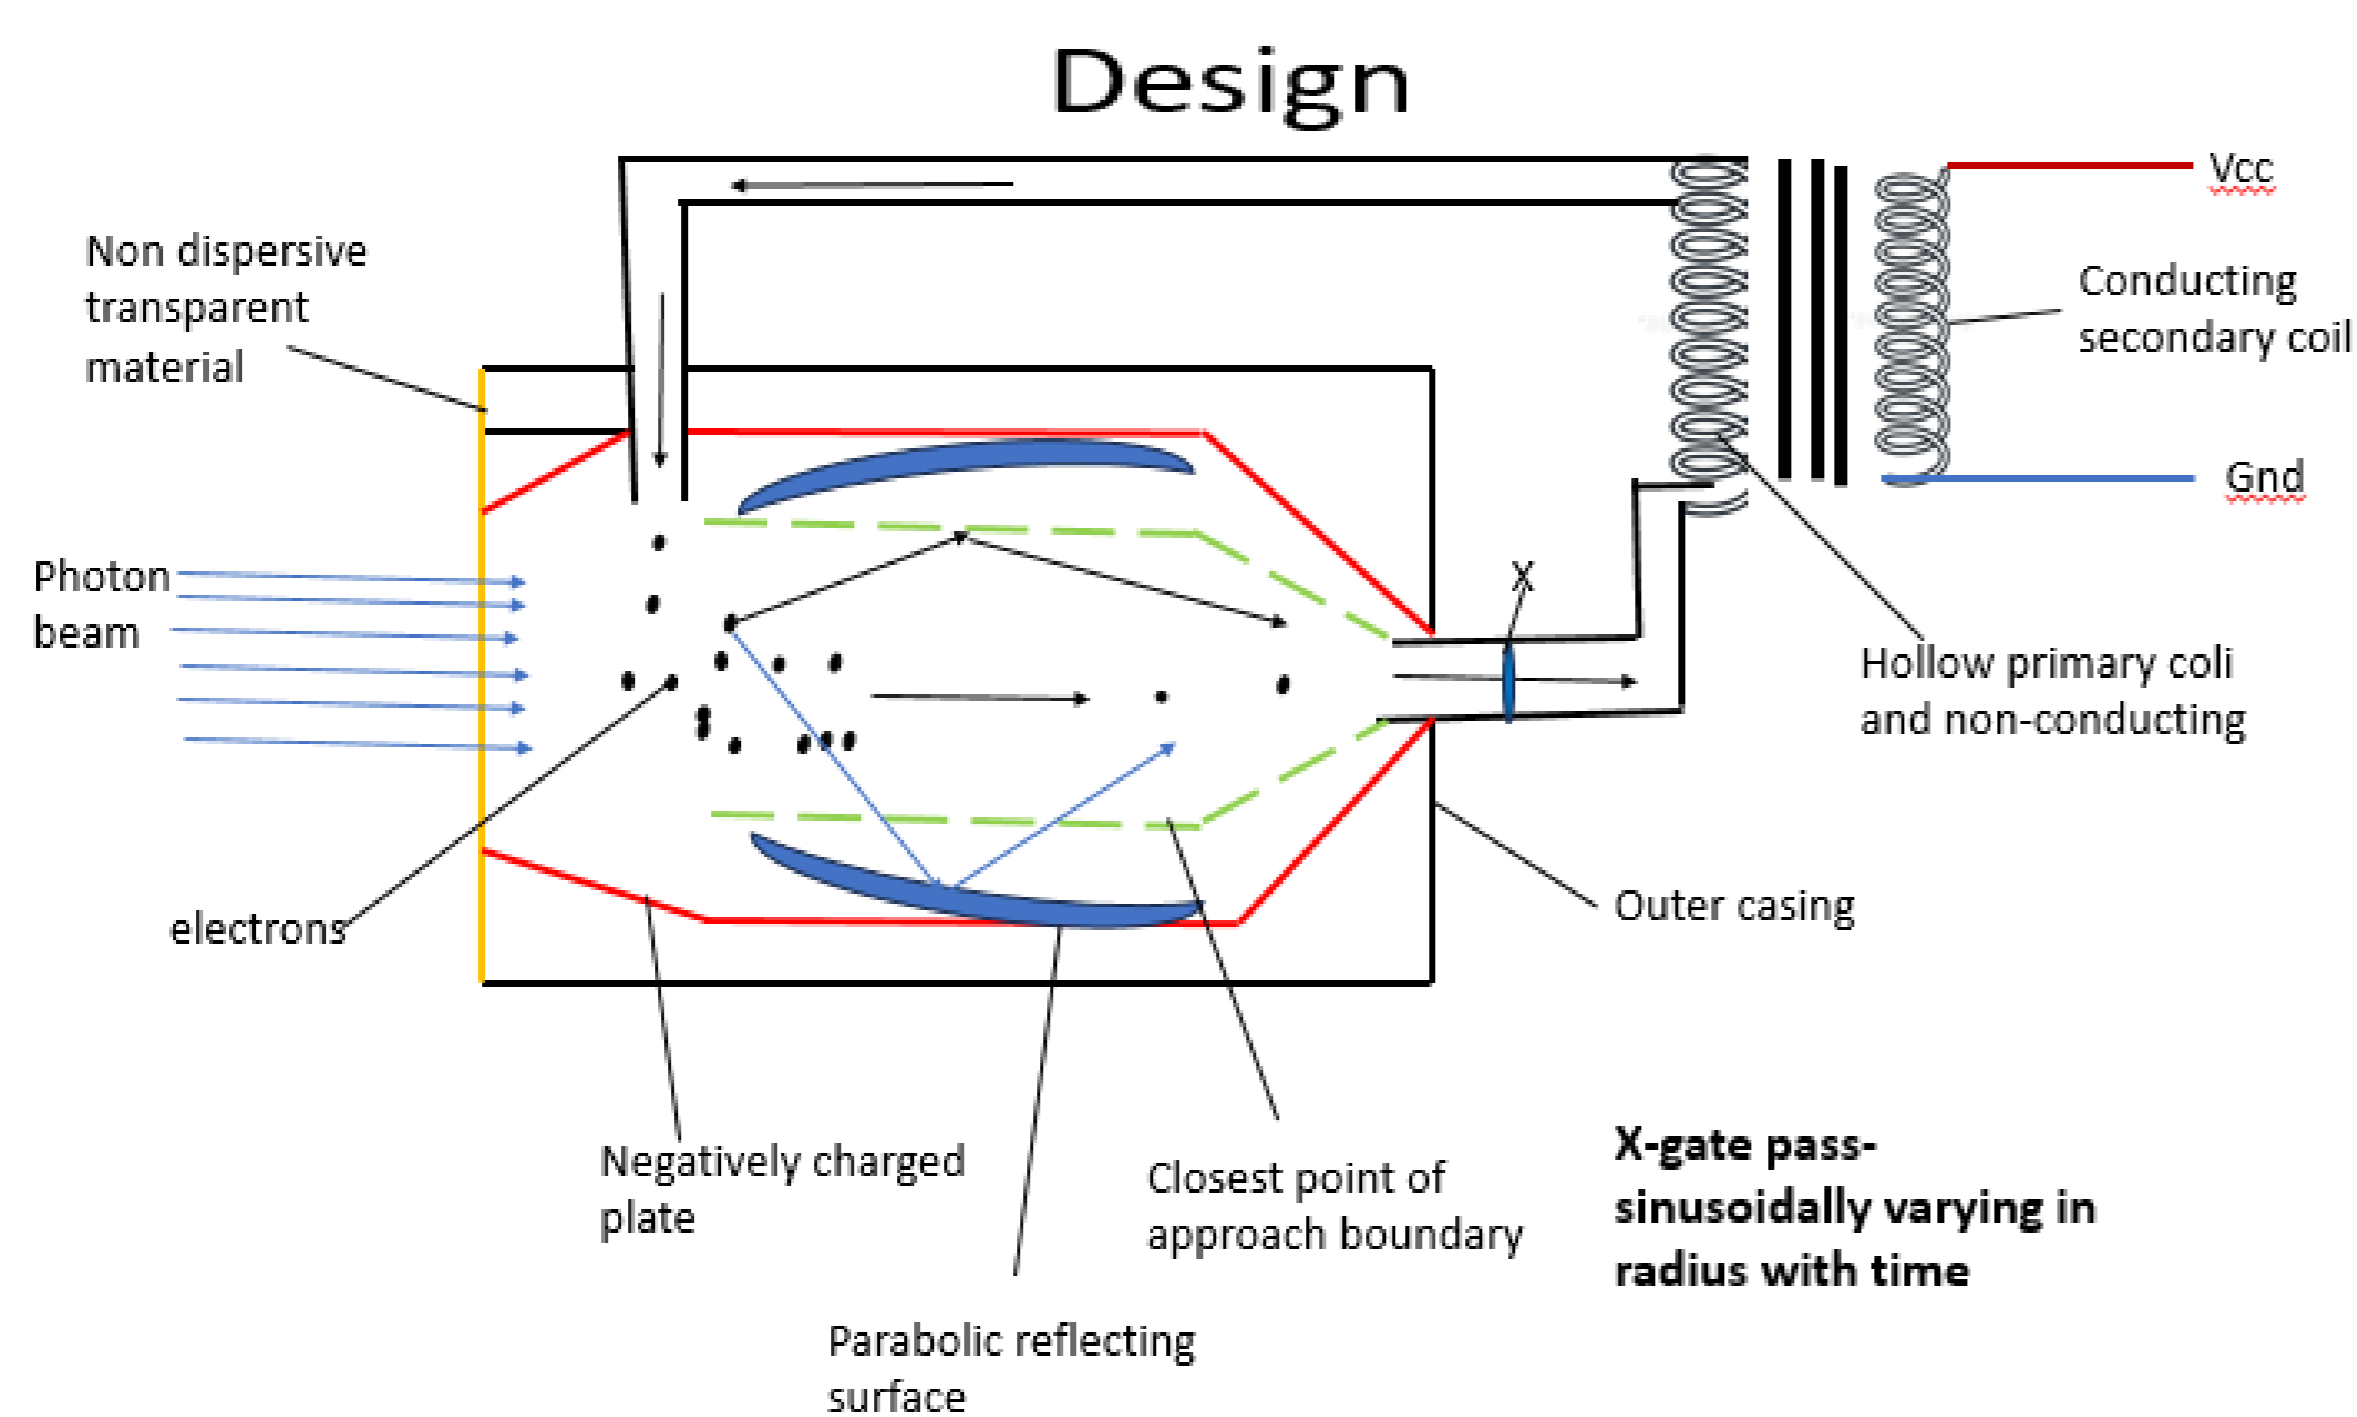 Design
Vcc
Non dispersive
transparent
material
Conducting
secondary coil
Gnd
Photon
beam
X
Hollow primary coli
and non-conducting
electrons
Outer casing
Negatively charged
plate
Closest point of
approach boundary
X-gate pass-
sinusoidally varying in
radius with time
Parabolic reflecting
surface